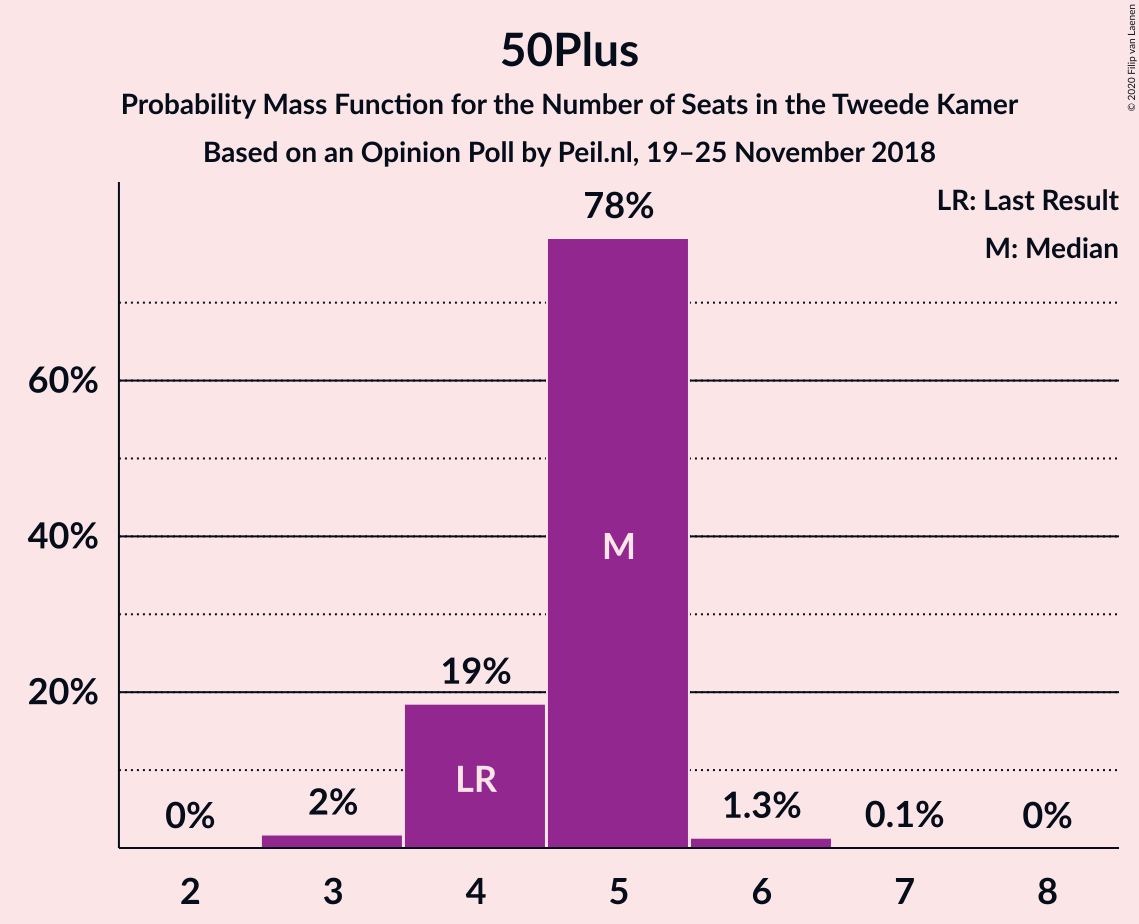 50Plus
Probability Mass Function for the Number of Seats in the Tweede Kamer
Based on an Opinion Poll by Peil.nl, 19–25 November 2018
© 2020 Filip van Laenen
LR: Last Result
M: Median
78%
60%
40%
20%
M
19%
LR
0%
2%
1.3%
0.1%
0%
2
3
4
5
6
7
8